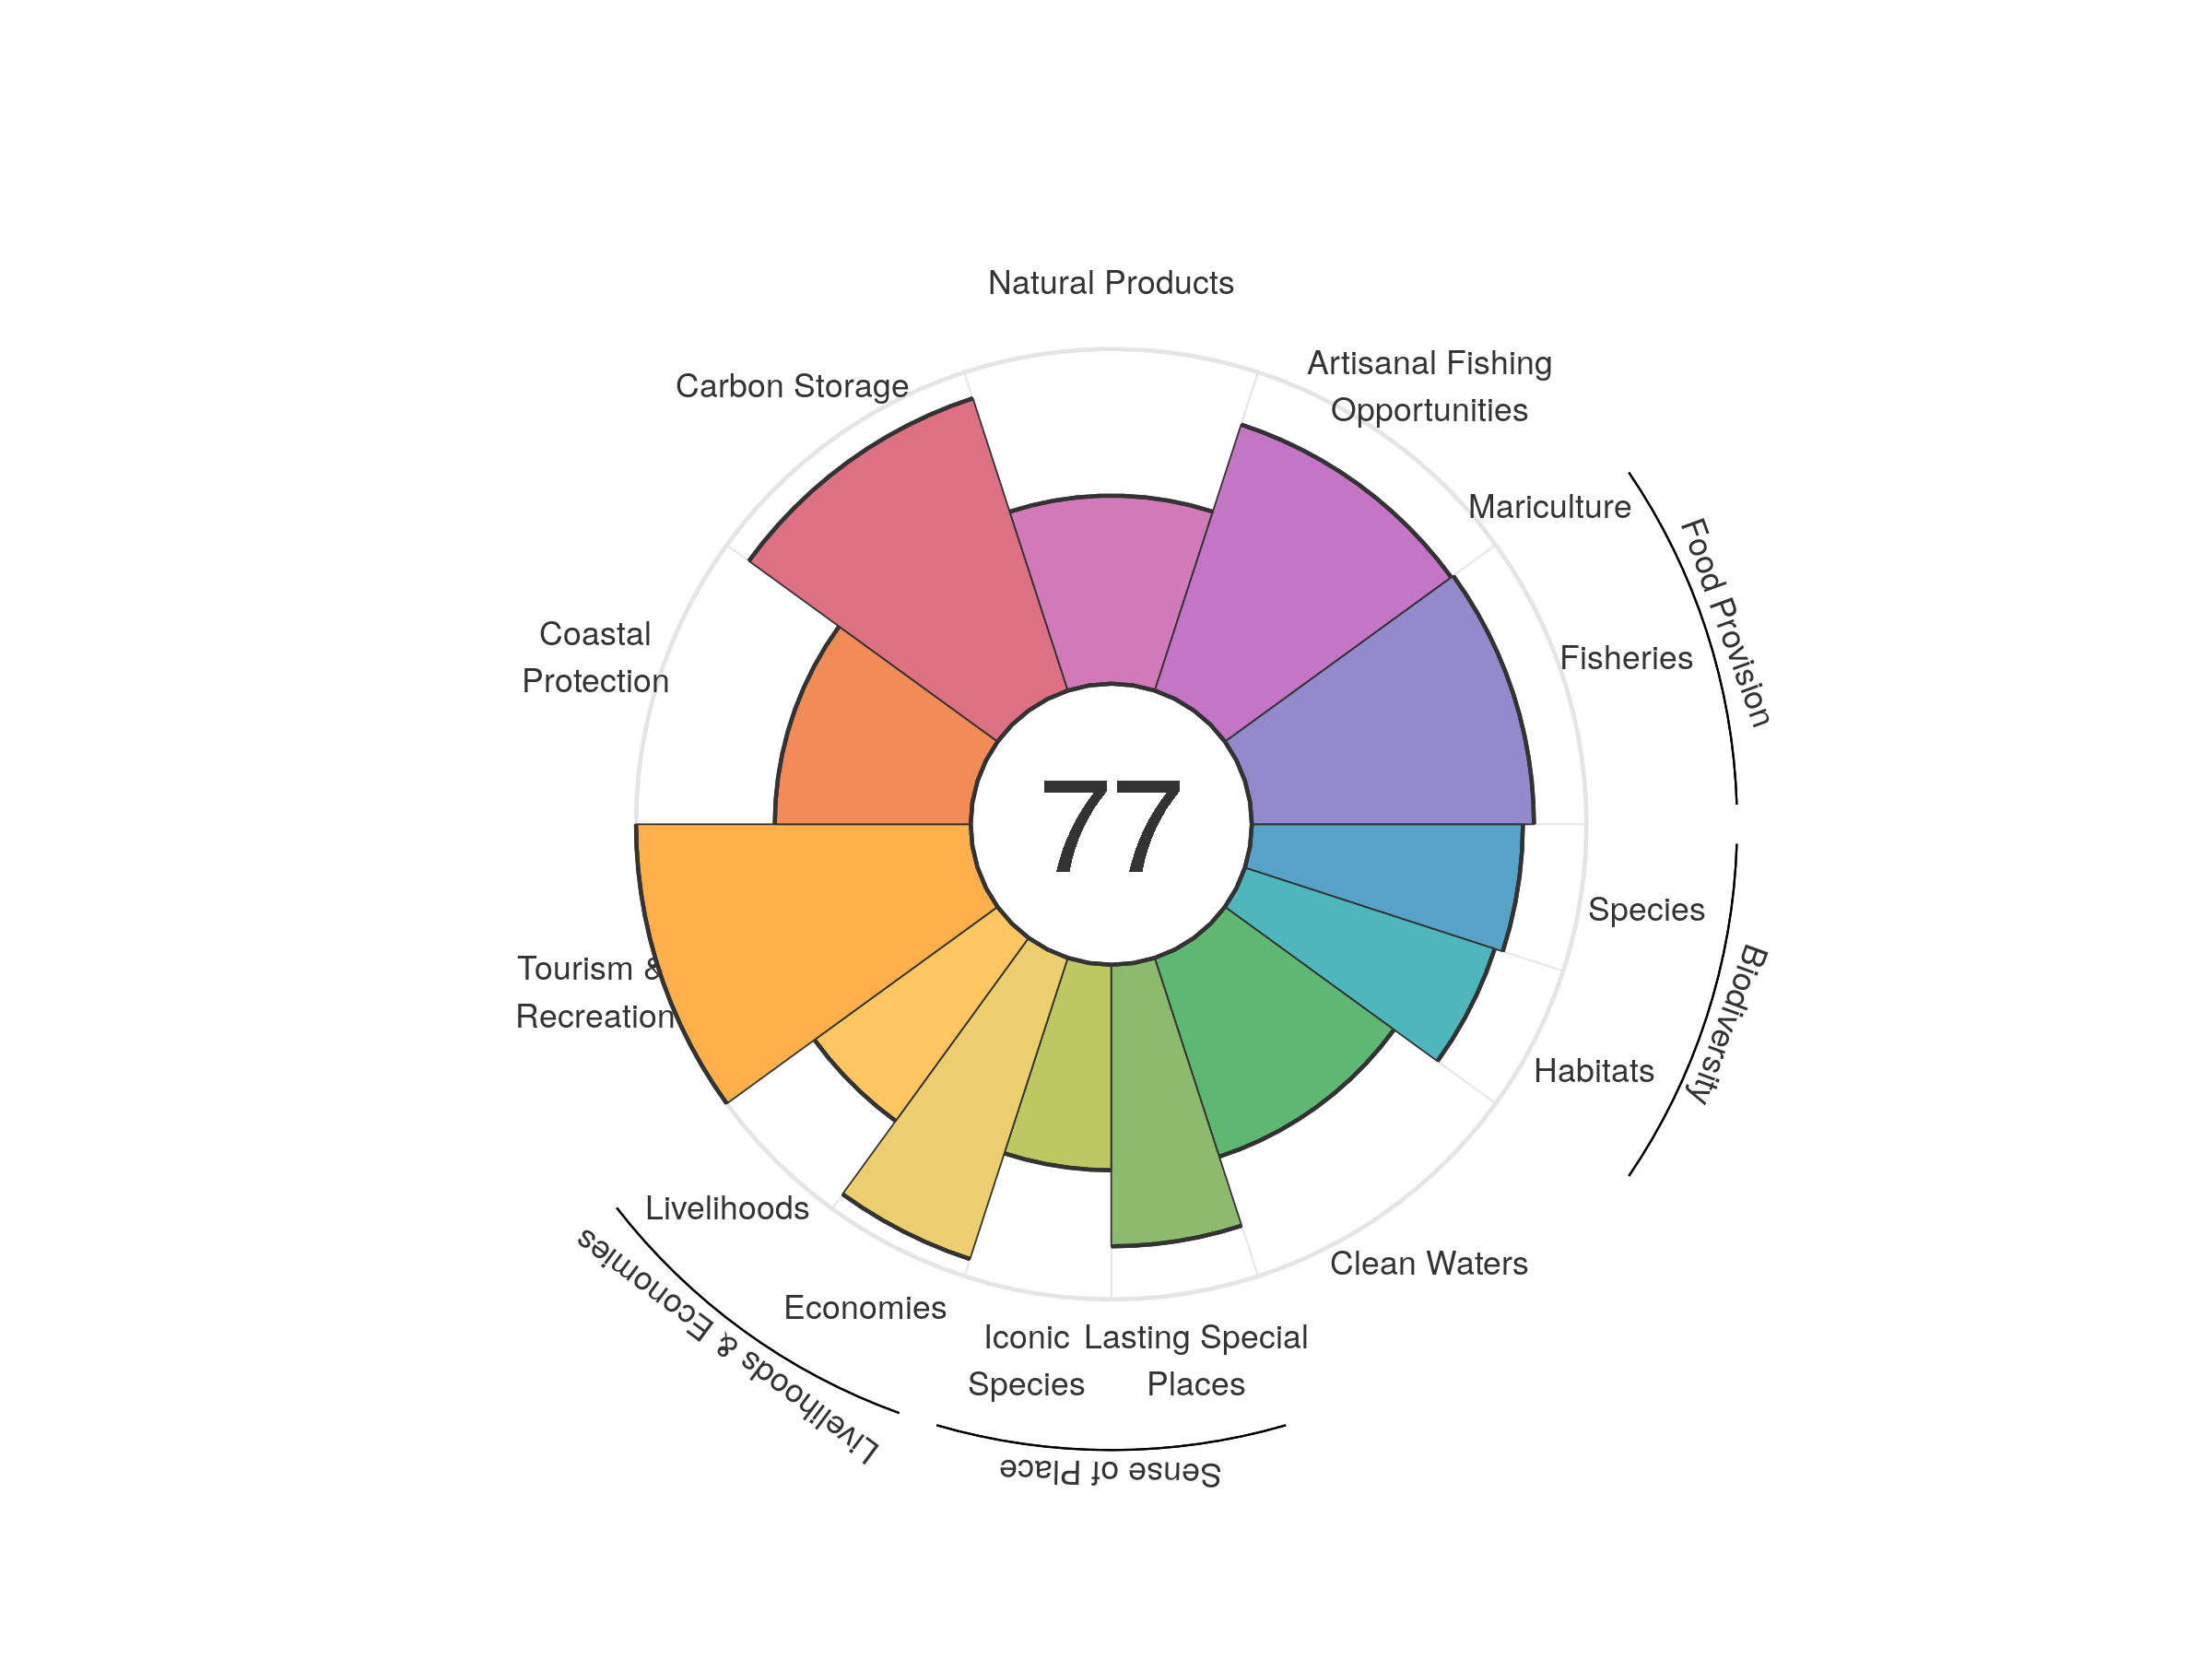 Natural Products
Carbon Storage
Artisanal Fishing
Opportunities
Mariculture
Food Provision
Fisheries
Coastal
Protection
77
Species
Biodiversity
Tourism &
Recreation
Habitats
Livelihoods
Clean Waters
Livelihoods & Economies
Economies
Iconic
Species
Lasting Special
Places
Sense of Place